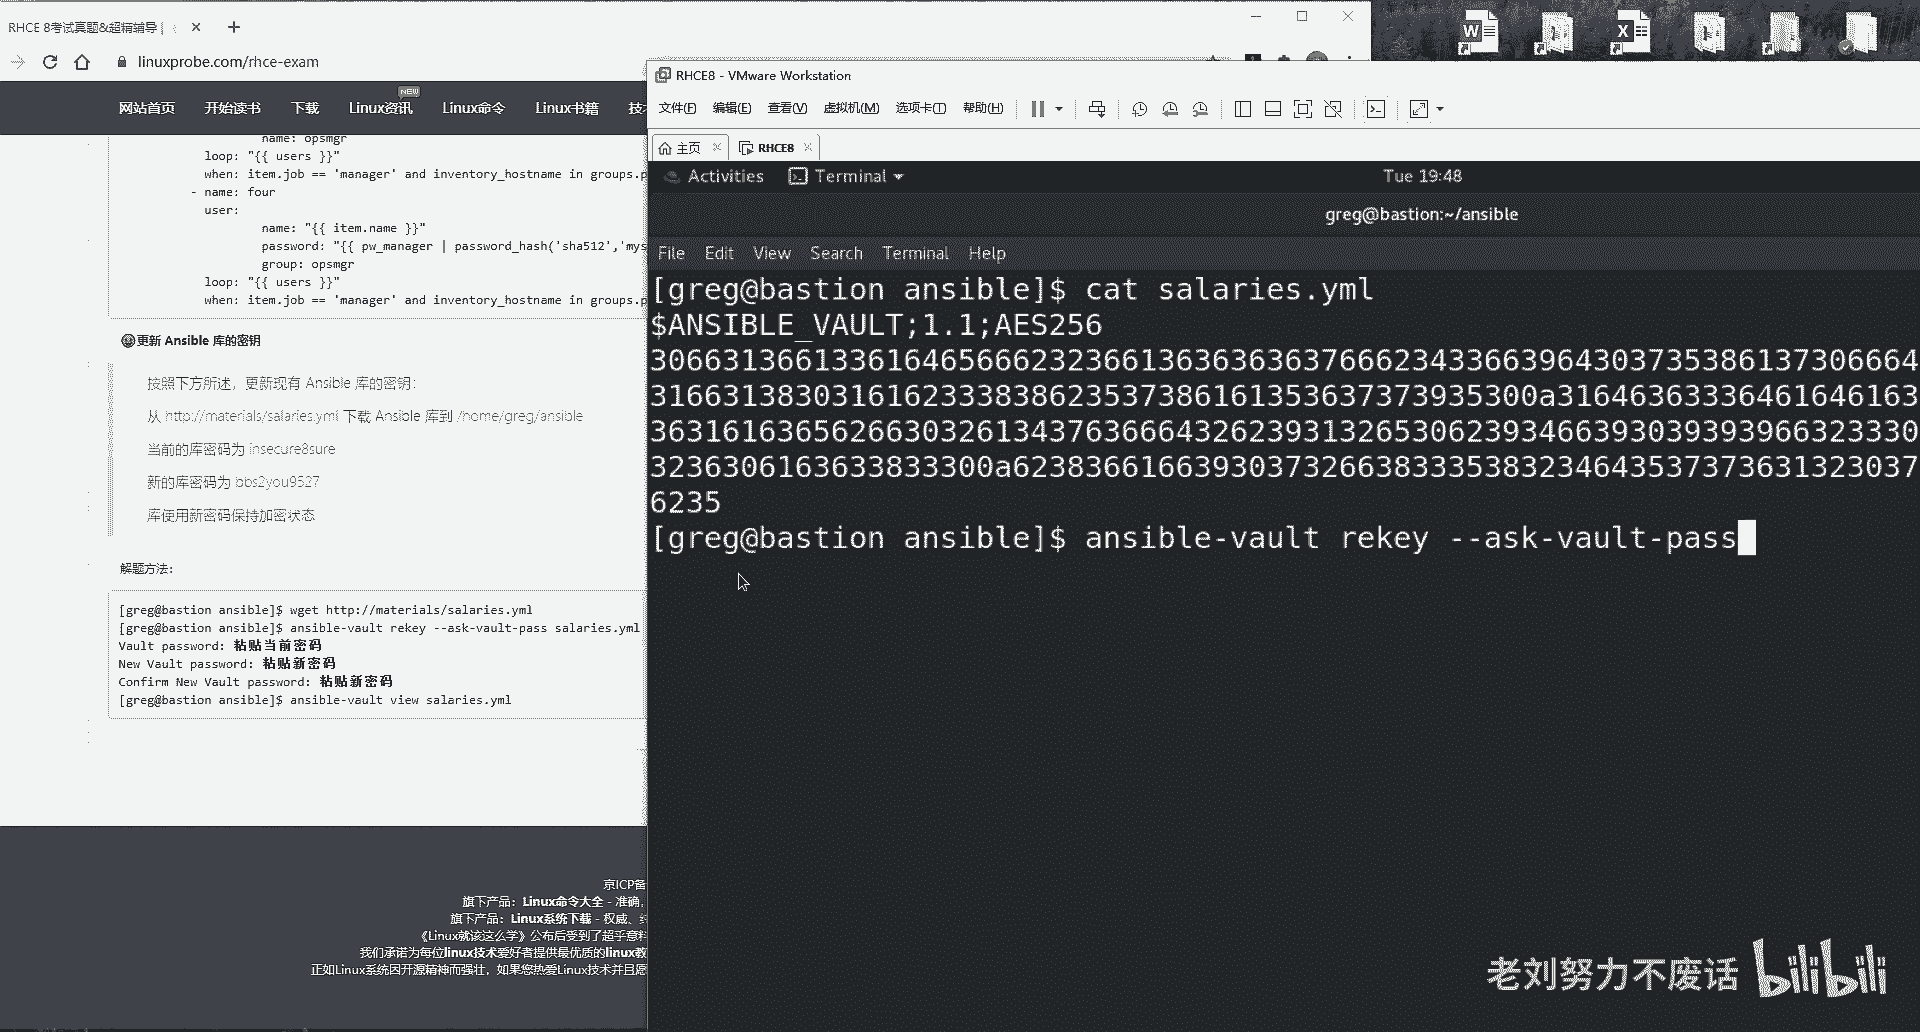 RHCE 8考试真题&超精辅导 |
linuxprobe.com/rhce-exam
网站首页 开始读书 下载 Linux资讯 NEW Linux命令 Linux书籍
name: opsmgr
loop: "{{ users }}"
when: item.job == 'manager' and inventory_hostname in groups.p
- name: four
user:
name: "{{ item.name }}"
password: "{{ pw_manager | password_hash('sha512','mys
group: opsmgr
loop: "{{ users }}"
when: item.job == 'manager' and inventory_hostname in groups.p
更新 Ansible 库的密钥
按照下方所述，更新现有 Ansible 库的密钥：
从 http://materials/salaries.yml 下载 Ansible 库到 /home/greg/ansible
当前的库密码为 insecure8sure
新的库密码为 bbs2you9527
库使用新密码保持加密状态
解题方法：
[greg@bastion ansible]$ wget http://materials/salaries.yml
[greg@bastion ansible]$ ansible-vault rekey --ask-vault-pass salaries.yml
Vault password: 粘贴当前密码
New Vault password: 粘贴新密码
Confirm New Vault password: 粘贴新密码
[greg@bastion ansible]$ ansible-vault view salaries.yml
京ICP备
旗下产品：Linux命令大全 - 准确,
旗下产品：Linux系统下载 - 权威、
《Linux就该这么学》公布后受到了超乎意料
我们承诺为每位linux技术爱好者提供最优质的linux教
正如Linux系统因开源精神而强壮，如果您热爱Linux技术并且愿
RHCE8 - VMware Workstation
文件(F) 编辑(E) 查看(V) 虚拟机(M) 选项卡(T) 帮助(H)
主页 RHCE8
Activities Terminal Tue 19:48
greg@bastion:~/ansible
File Edit View Search Terminal Help
[greg@bastion ansible]$ cat salaries.yml
$ANSIBLE_VAULT;1.1;AES256
30663136613361646566623236613636363637666234336639643037353861373066​64
3166313830316162333838623537386161353637373935300a316463633364616461​63
36316163656266303261343763666432623931326530623934663930393939663233​30
3236306163633833300a623836616639303732663833353832346435373736313230​37
6235
[greg@bastion ansible]$ ansible-vault rekey --ask-vault-pass
老刘努力不废话 bilibili